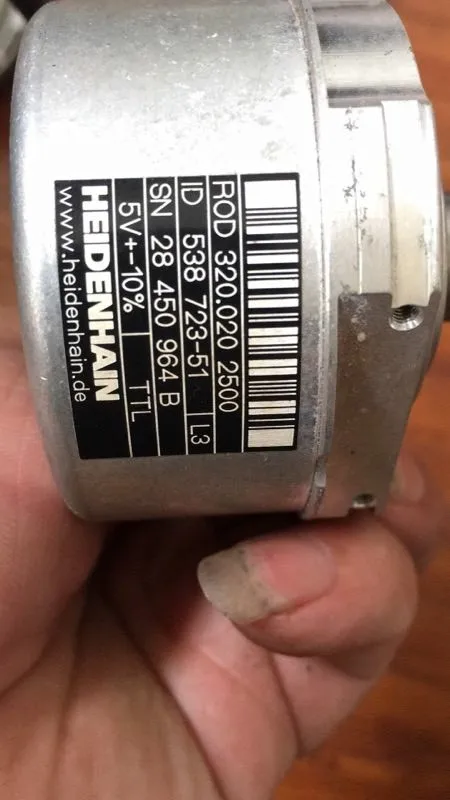 ROD 320.020 2500
ID 538 723-51 L3
SN 28 450 964 B
5V+-10% TTL
HEIDENHAIN
www.heidenhain.de